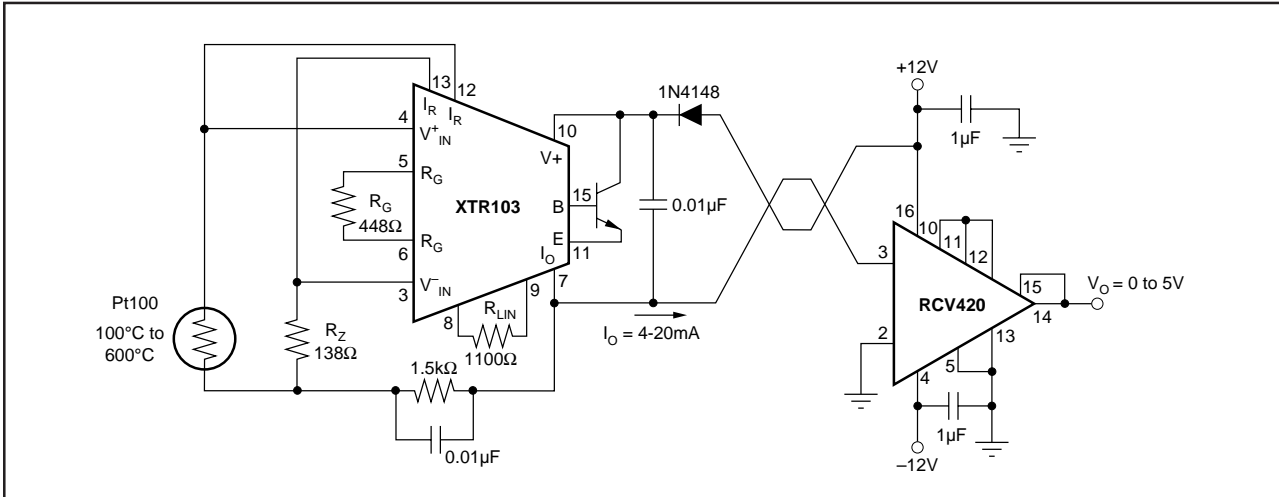 13
12
I_R
I_R
4
V⁺_IN
5
R_G
R_G
448Ω
R_G
6
V⁻_IN
3
XTR103
10
V+
B
15
E
11
I_O
7
9
8
R_LIN
1100Ω
Pt100
100°C to
600°C
R_Z
138Ω
1.5kΩ
0.01µF
1N4148
0.01µF
I_O = 4-20mA
+12V
1µF
16
10
11
12
3
RCV420
15
14
V_O = 0 to 5V
13
2
5
4
1µF
–12V